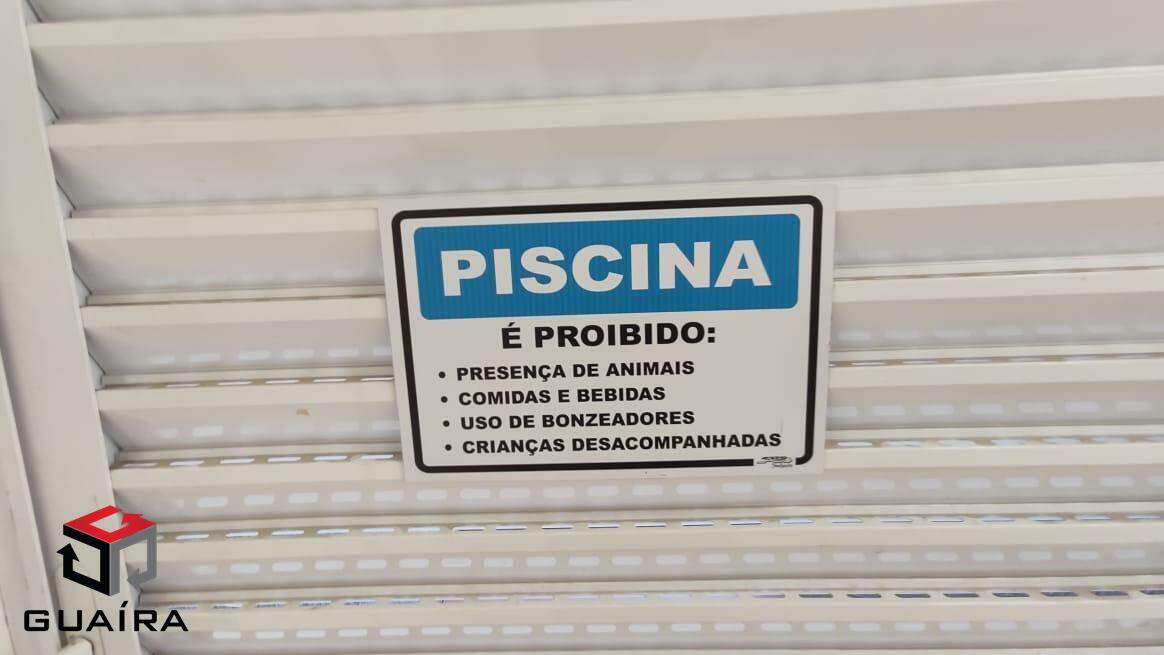 PISCINA
É PROIBIDO:
• PRESENÇA DE ANIMAIS
• COMIDAS E BEBIDAS
• USO DE BONZEADORES
• CRIANÇAS DESACOMPANHADAS
GUAÍRA